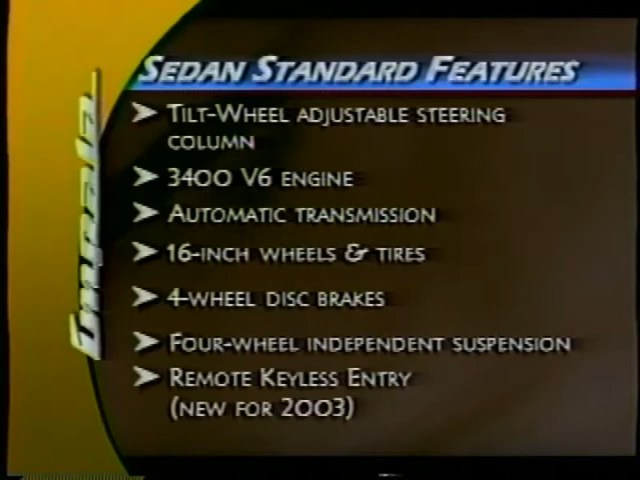 Sedan Standard Features
Tilt-Wheel adjustable steering
column
3400 V6 engine
Automatic transmission
16-inch wheels & tires
4-wheel disc brakes
Four-wheel independent suspension
Remote Keyless Entry
(new for 2003)
Impala